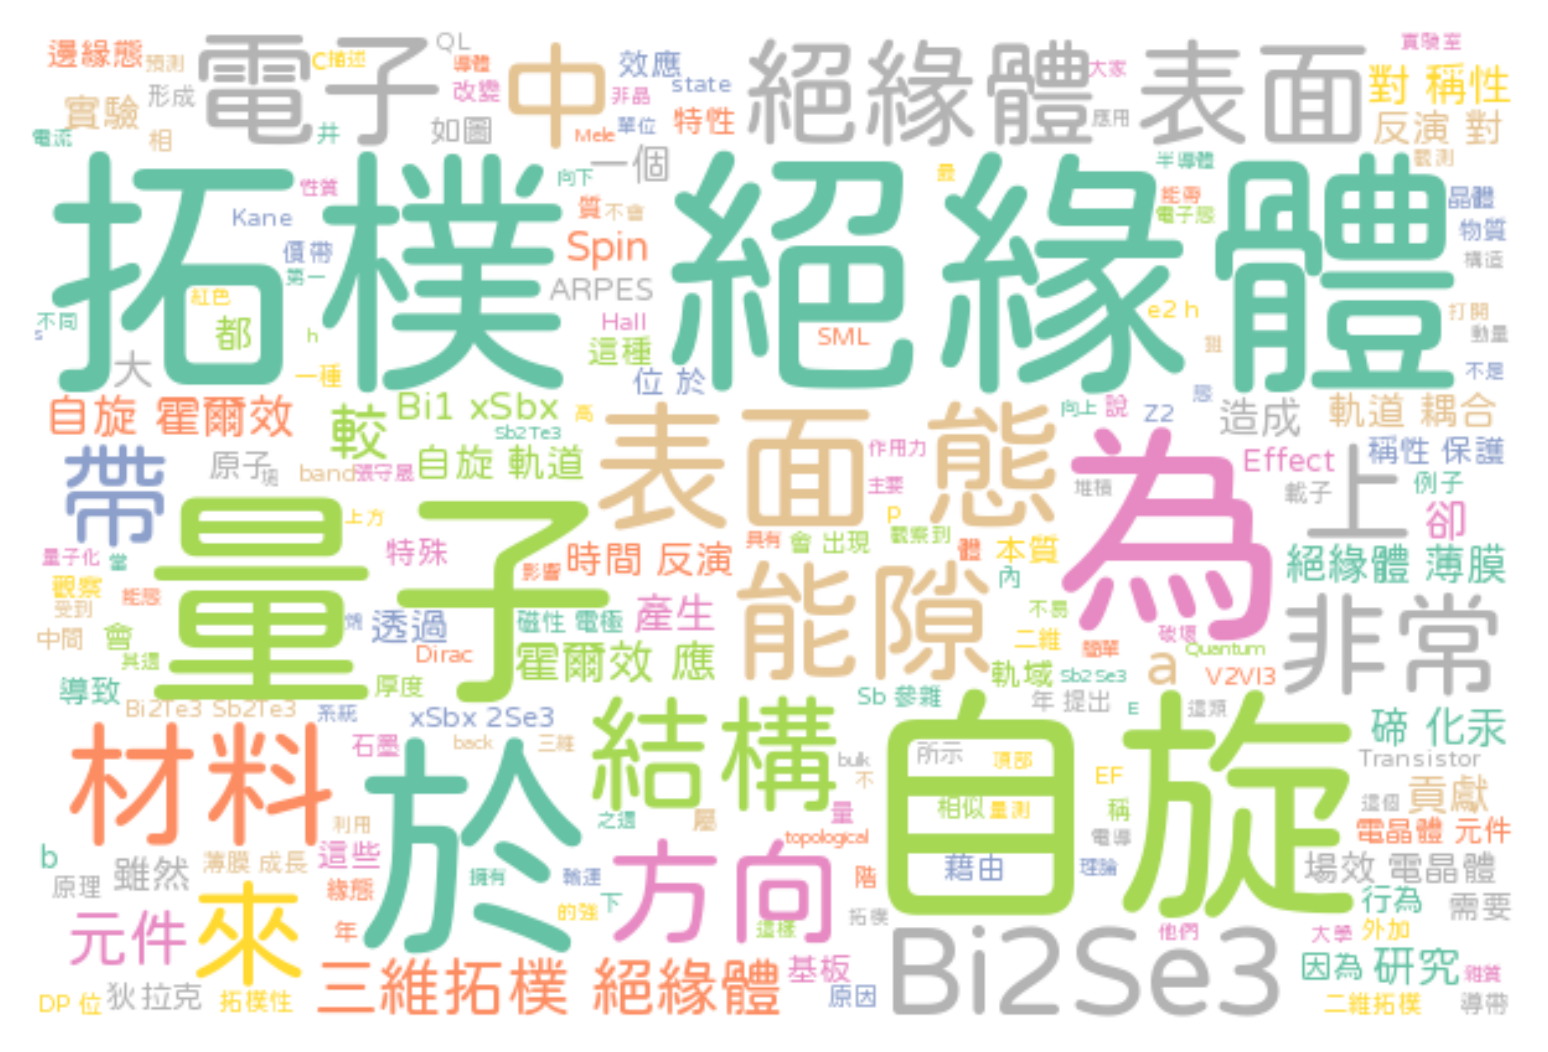 邊緣態 預測 電子 C 描述 QL 導體 中 效應 絕緣體 表面 大家 實驗室
實驗 形成 改變 非晶 state 對 稱性
電流 相 井 如圖 Mele 單位 特性 應用 反演 對
一個 向下 最 半導體 觀測
拓樸 絕緣體
性質 質 不會 能帶 電子態 晶體
Kane 價帶 Spin 物質
第一 ARPES 構造
紅色 Hall e2 h 打開
不同 都 h 這種 SML 動量
s 大 一種 位 於 不是
自旋 霍爾效 較 Bi1 xSbx 高 表面 態 向上 說 Z2 態 造成 軌道 耦合
Sb2Te3 作用力 為 Effect 稱性 保護
帶 原子 band 張守晟 自旋 軌道 主要 堆積 載子 上 例子
量子 上方 p 卻
量子化 當 特殊 影響 時間 反演 具有 會 出現 觀察到 體 本質 絕緣體 薄膜
觀察 能態 能隙 內
受到 不易 非常
中間 會 透過 磁性 電極 產生 二維 簡單 破壞
其週 Dirac 霍爾效 應 Quantum
導致 厚度 軌域 Sb2Se3 a V2VI3
Bi2Te3 Sb2Te3 系統 xSbx 2Se3 Sb 參雜 年 提出 E 這類
材料 石墨 於 back 三維 結構 bulk 自旋 所示 頂部 碲 化汞
不 EF Transistor
利用 之週 屬 量 相似 量測 稱 這個 貢獻
topological 電導 電晶體 元件
b 雖然 薄膜 成長 這些 方向 藉由 理論 場效 電晶體
原理 緣態 擁有 輸運 階
元件 來 年 的強 下 這樣 拓樸 行為 需要
Bi2Se3 他們 大學 外加
狄拉克 三維拓樸 絕緣體 基板 因為 研究 雜質
DP 位 拓樸性 原因 二維拓樸 導帶